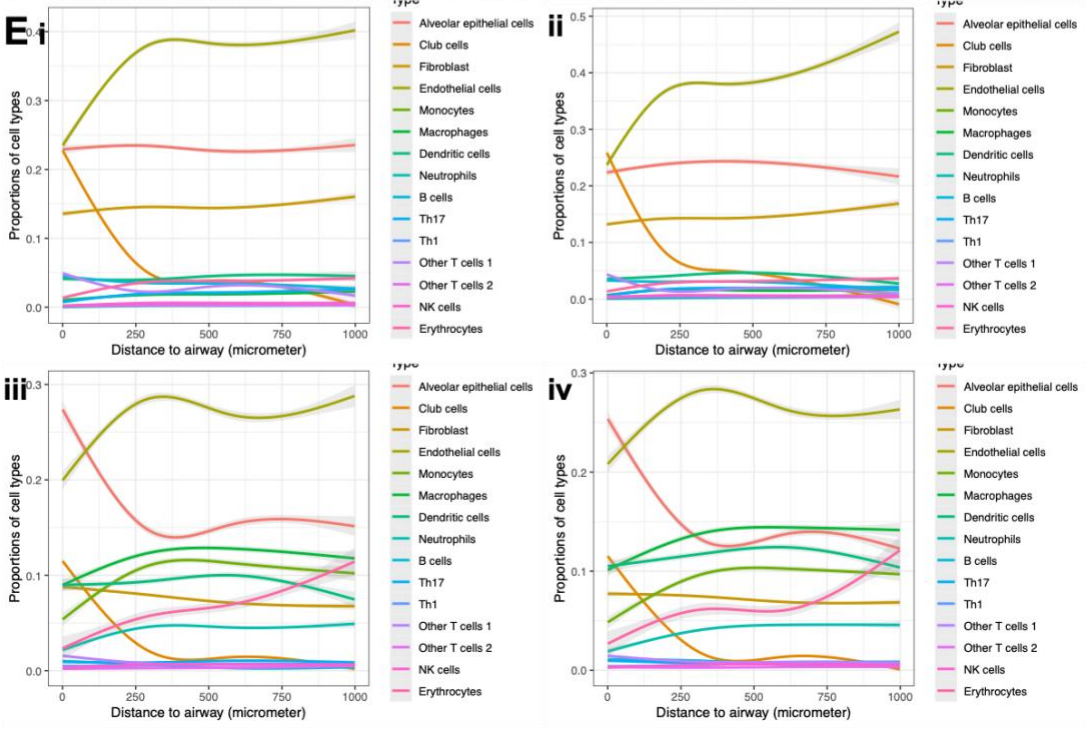 E i
Type
0.4
0.3
0.2
0.1
0.0
Proportions of cell types
0 250 500 750 1000
Distance to airway (micrometer)
Alveolar epithelial cells
Club cells
Fibroblast
Endothelial cells
Monocytes
Macrophages
Dendritic cells
Neutrophils
B cells
Th17
Th1
Other T cells 1
Other T cells 2
NK cells
Erythrocytes
ii
Type
0.5
0.4
0.3
0.2
0.1
0.0
Proportions of cell types
0 250 500 750 1000
Distance to airway (micrometer)
Alveolar epithelial cells
Club cells
Fibroblast
Endothelial cells
Monocytes
Macrophages
Dendritic cells
Neutrophils
B cells
Th17
Th1
Other T cells 1
Other T cells 2
NK cells
Erythrocytes
iii
Type
0.3
0.2
0.1
0.0
Proportions of cell types
0 250 500 750 1000
Distance to airway (micrometer)
Alveolar epithelial cells
Club cells
Fibroblast
Endothelial cells
Monocytes
Macrophages
Dendritic cells
Neutrophils
B cells
Th17
Th1
Other T cells 1
Other T cells 2
NK cells
Erythrocytes
iv
Type
0.3
0.2
0.1
0.0
Proportions of cell types
0 250 500 750 1000
Distance to airway (micrometer)
Alveolar epithelial cells
Club cells
Fibroblast
Endothelial cells
Monocytes
Macrophages
Dendritic cells
Neutrophils
B cells
Th17
Th1
Other T cells 1
Other T cells 2
NK cells
Erythrocytes